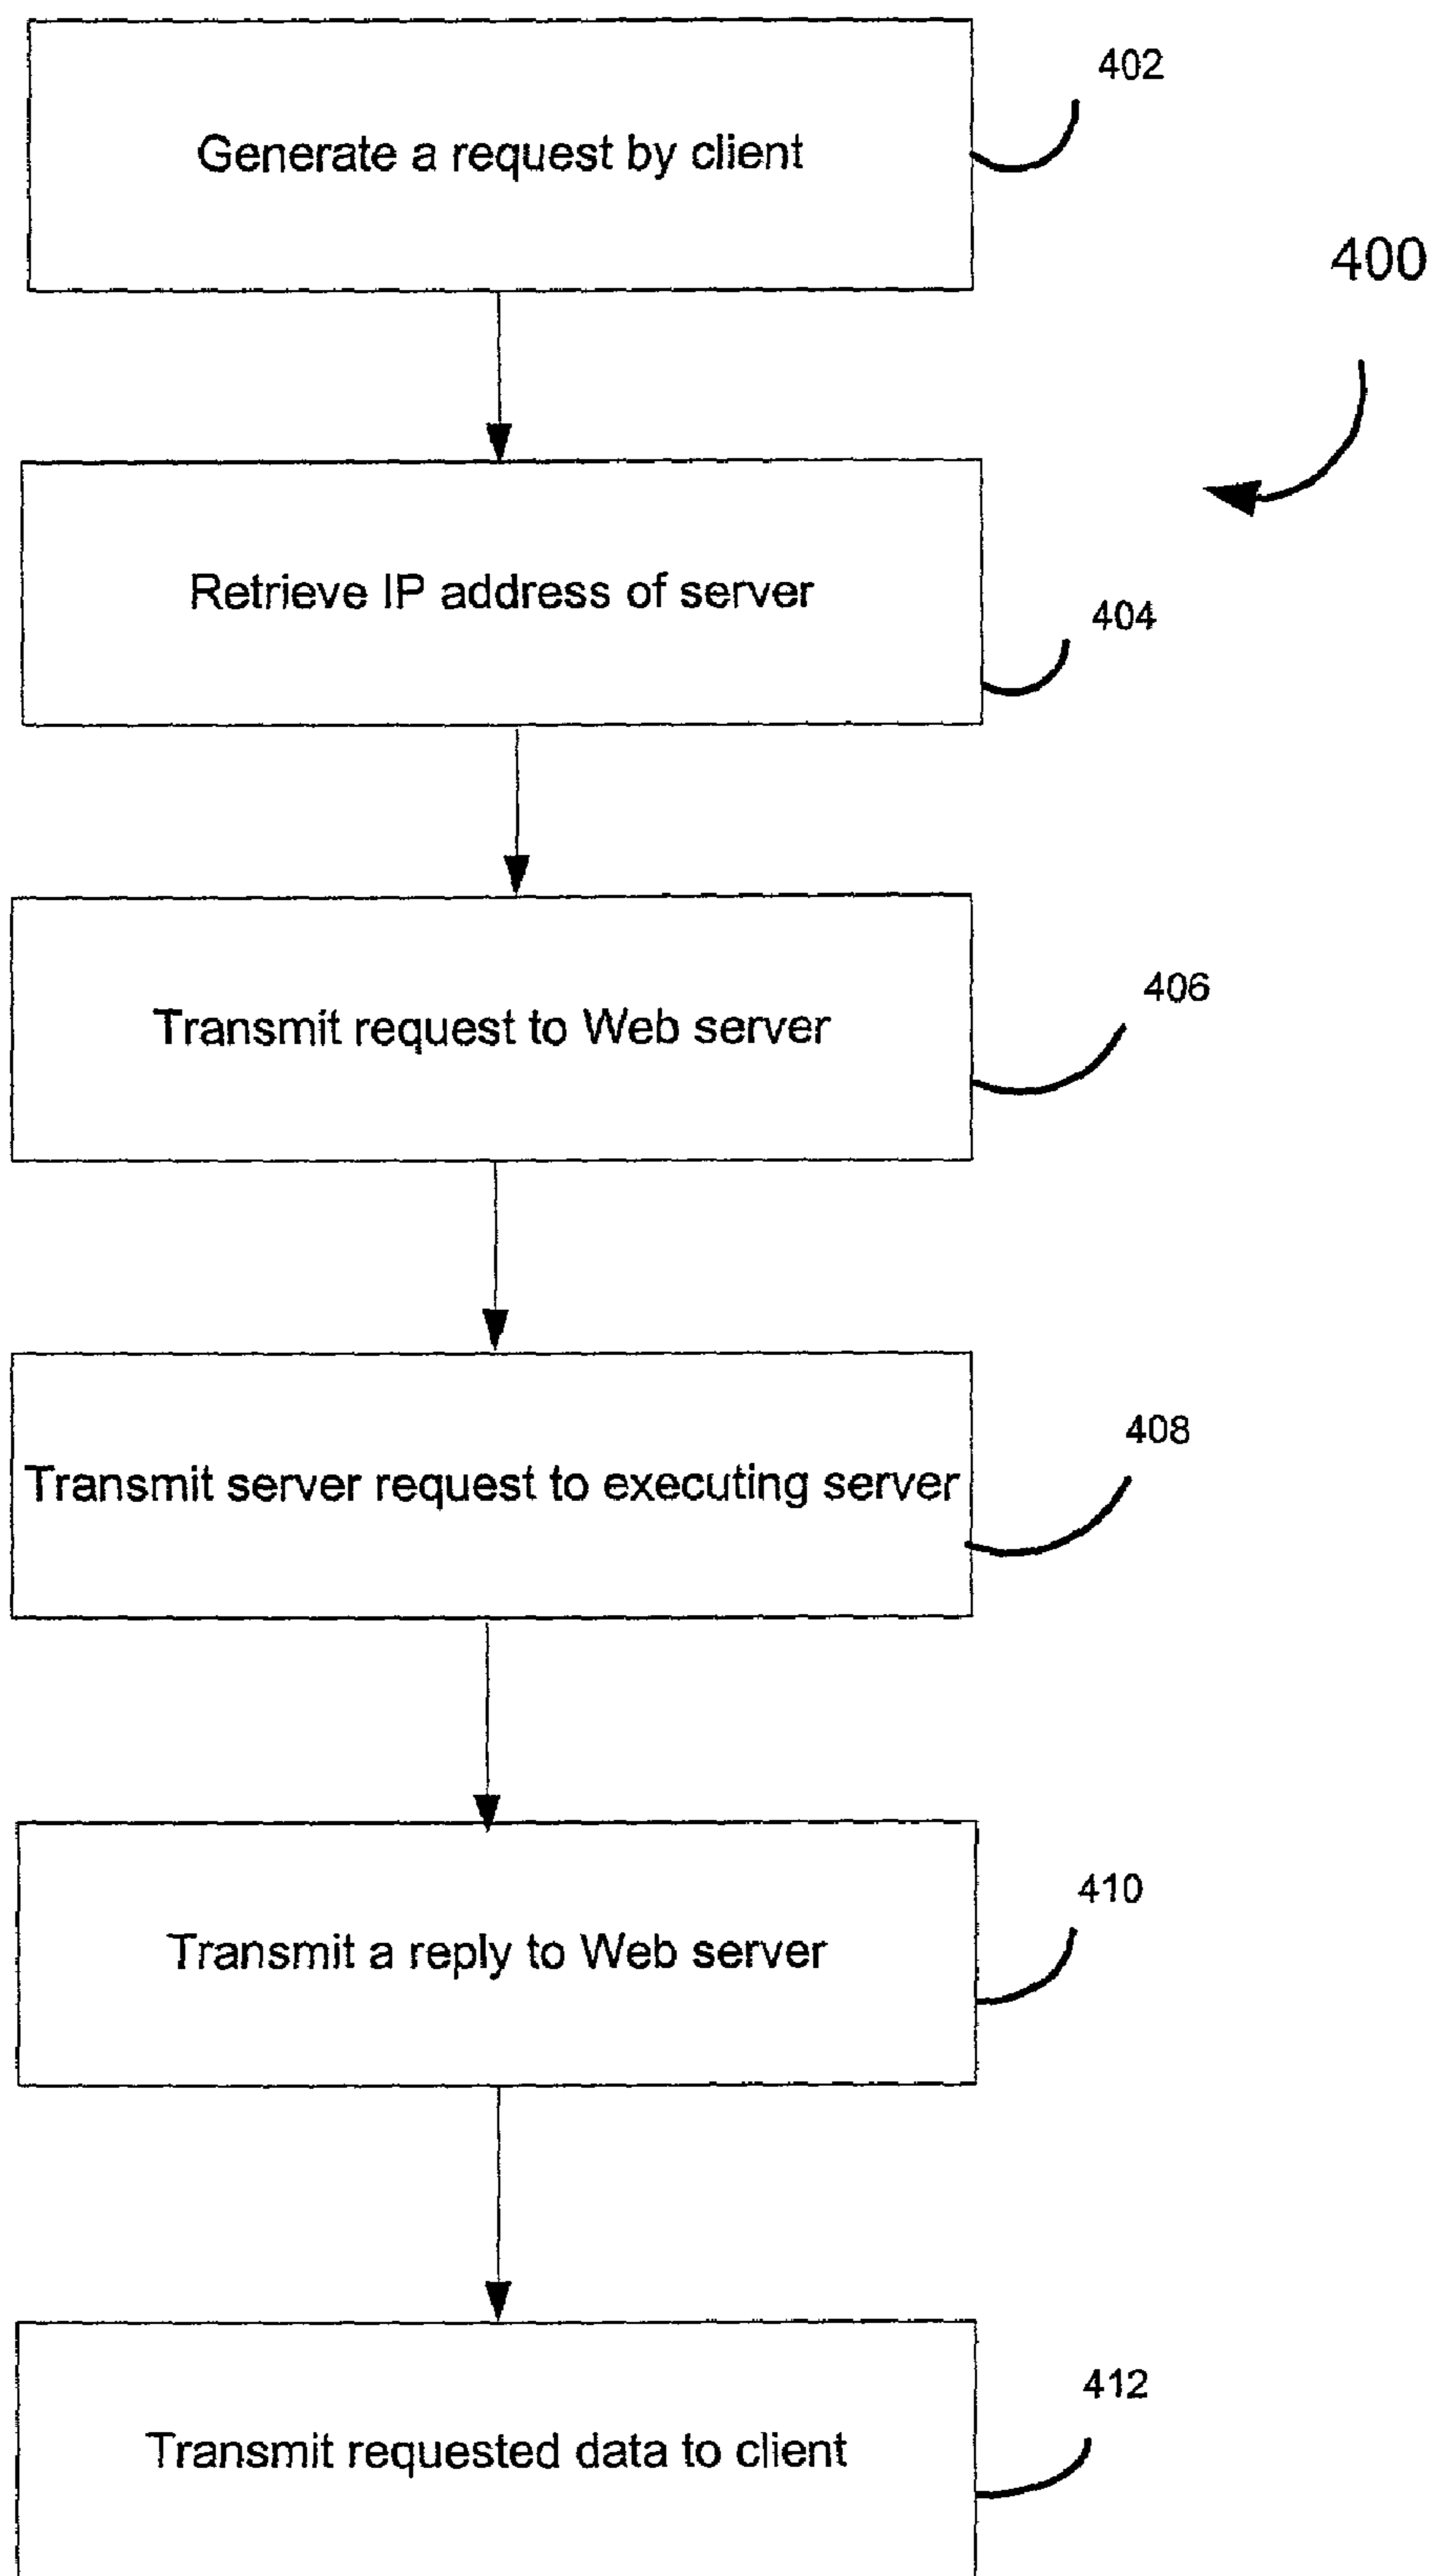 Generate a request by client
402
400
Retrieve IP address of server
404
Transmit request to Web server
406
Transmit server request to executing server
408
Transmit a reply to Web server
410
Transmit requested data to client
412